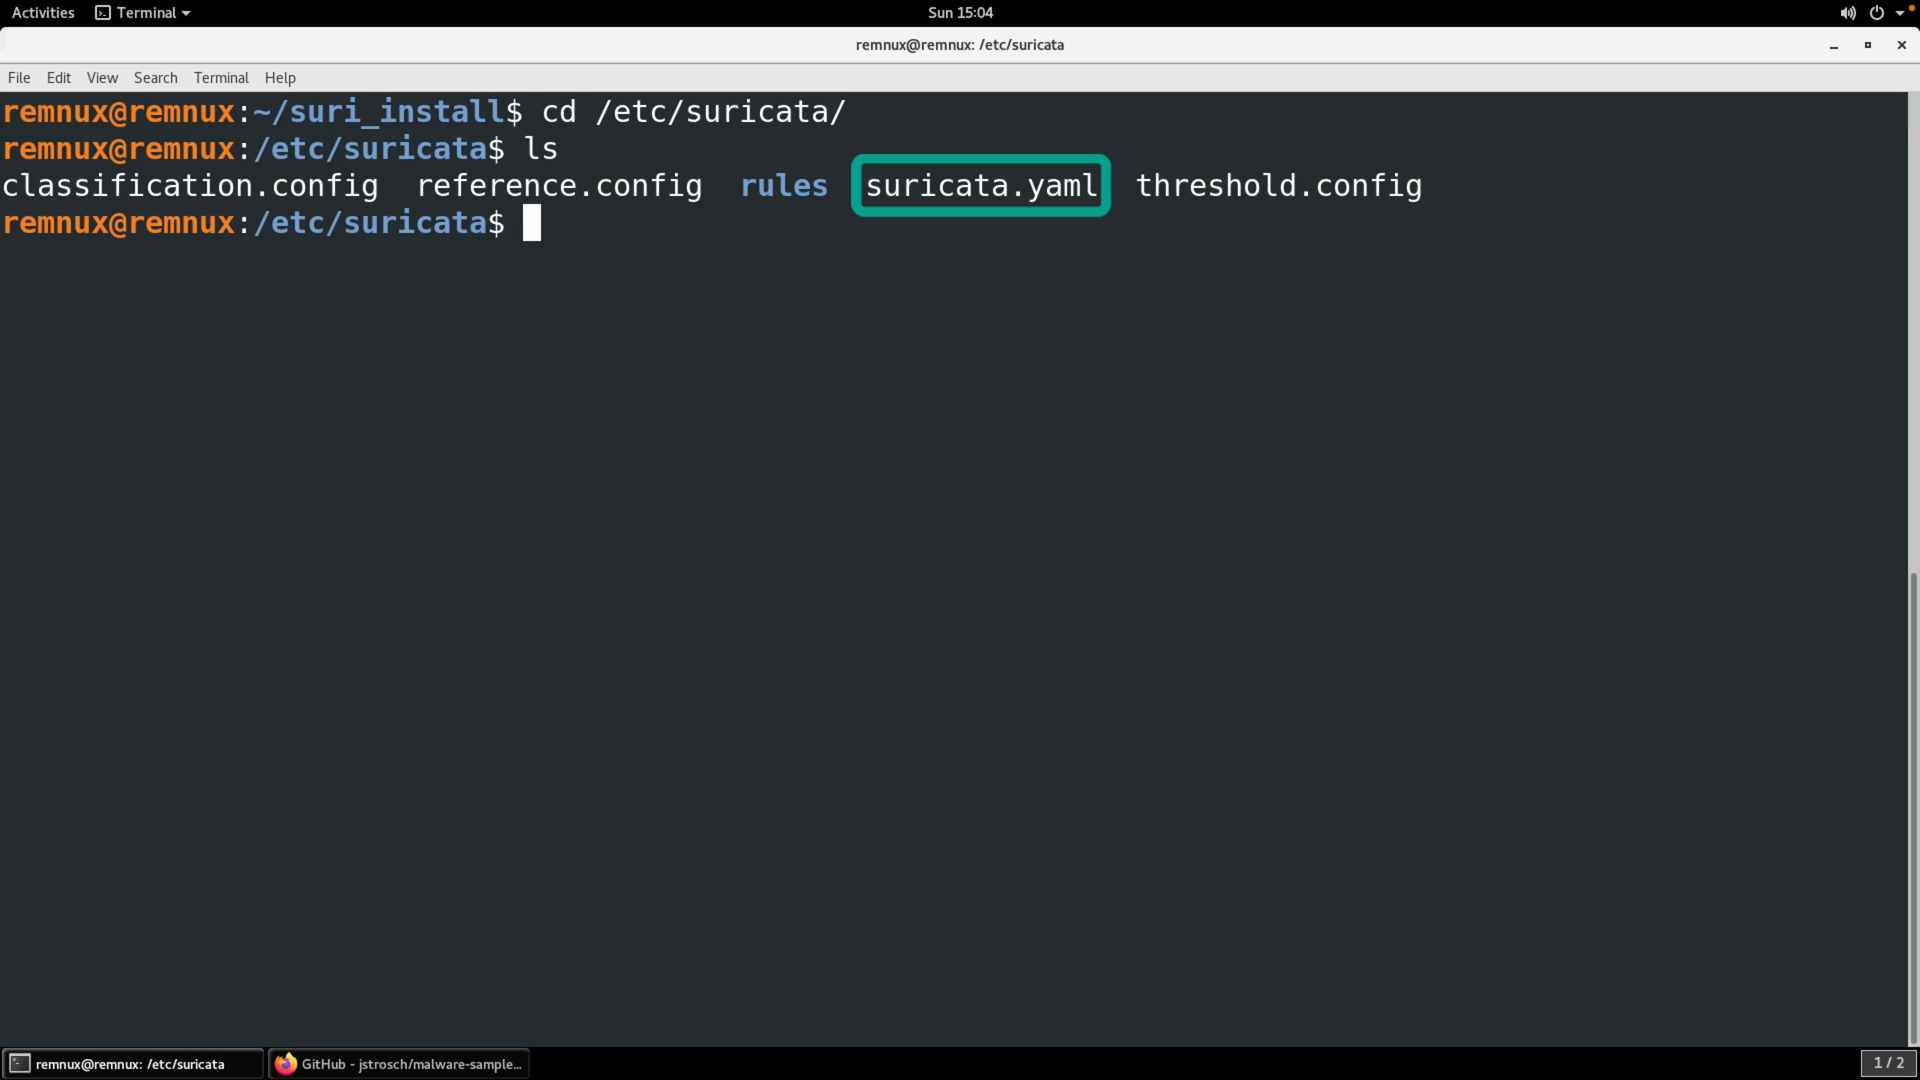 Activities Terminal Sun 15:04
remnux@remnux: /etc/suricata
File Edit View Search Terminal Help
remnux@remnux:~/suri_install$ cd /etc/suricata/
remnux@remnux:/etc/suricata$ ls
classification.config reference.config rules suricata.yaml threshold.config
remnux@remnux:/etc/suricata$
remnux@remnux: /etc/suricata GitHub - jstrosch/malware-sample... 1 / 2